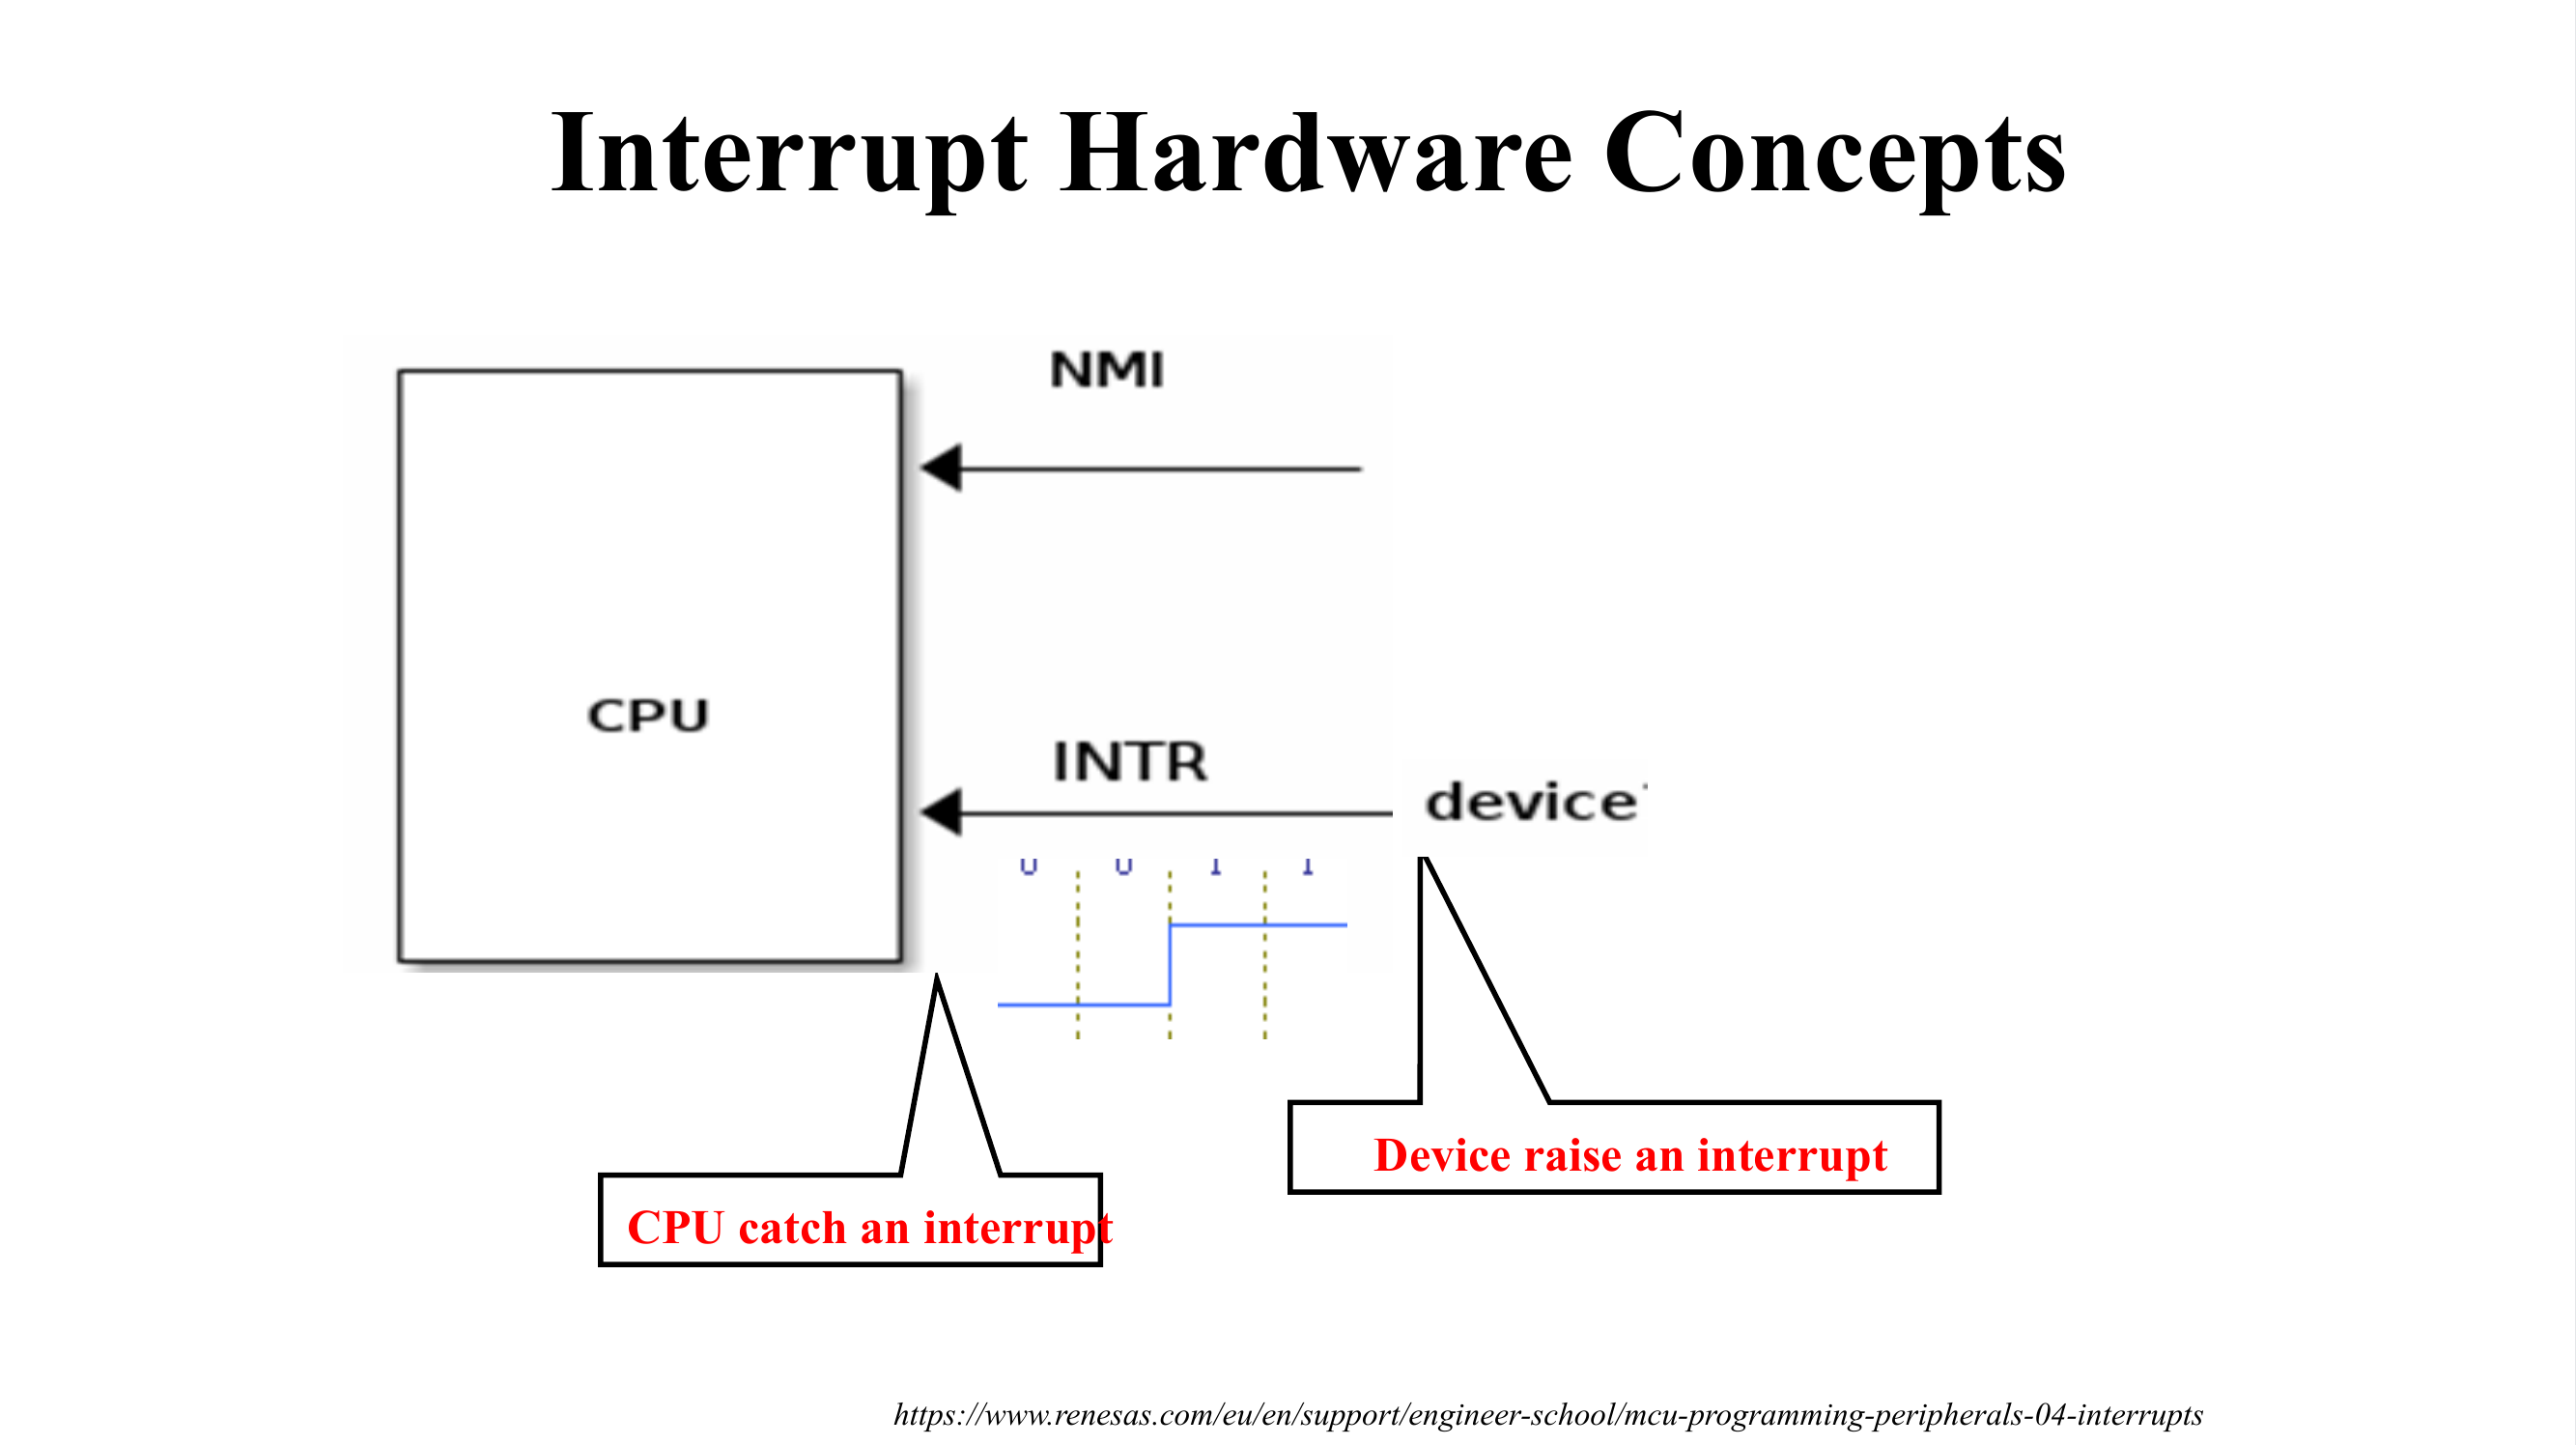 Interrupt Hardware Concepts
NMI
CPU
INTR
device
0 0 1 1
CPU catch an interrupt
Device raise an interrupt
https://www.renesas.com/eu/en/support/engineer-school/mcu-programming-peripherals-04-interrupts